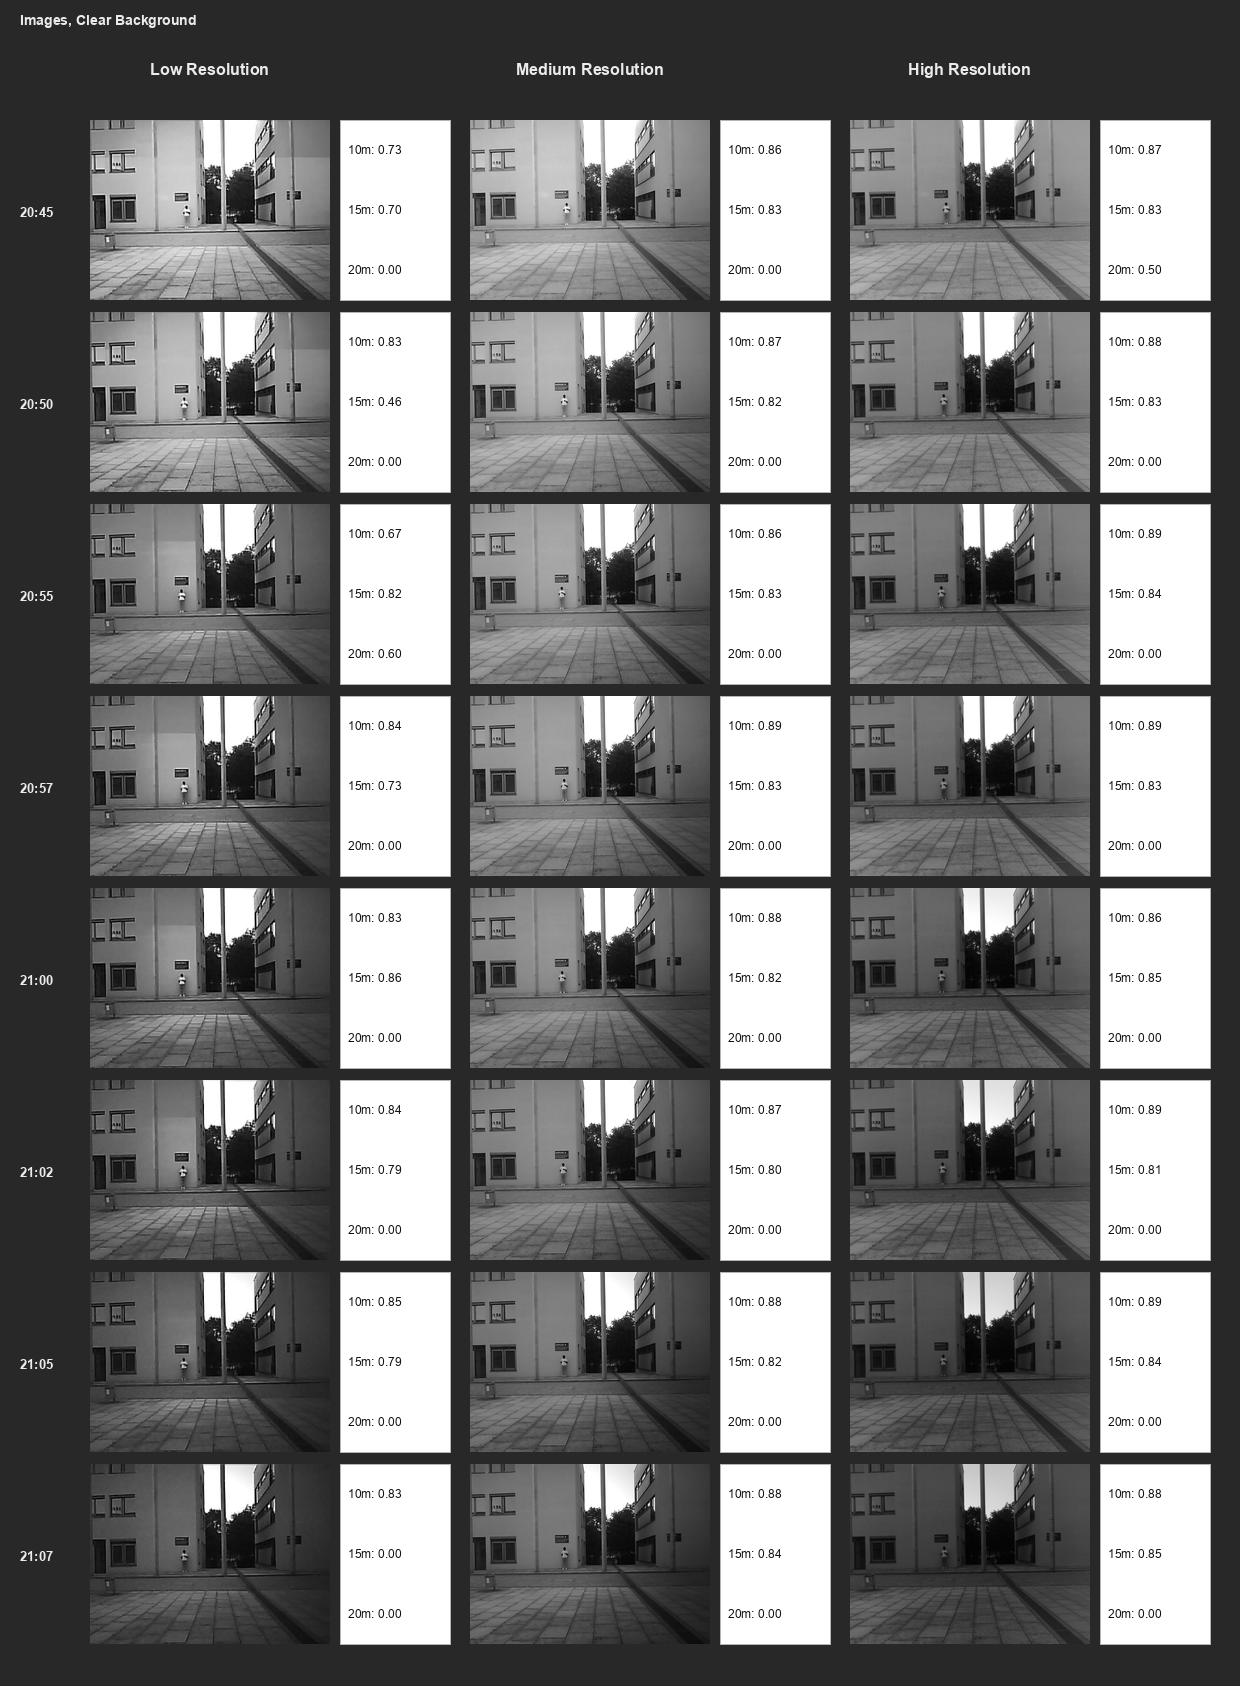 Images, Clear Background
Low Resolution
Medium Resolution
High Resolution
20:45
10m: 0.73
15m: 0.70
20m: 0.00
10m: 0.86
15m: 0.83
20m: 0.00
10m: 0.87
15m: 0.83
20m: 0.50
20:50
10m: 0.83
15m: 0.46
20m: 0.00
10m: 0.87
15m: 0.82
20m: 0.00
10m: 0.88
15m: 0.83
20m: 0.00
20:55
10m: 0.67
15m: 0.82
20m: 0.60
10m: 0.86
15m: 0.83
20m: 0.00
10m: 0.89
15m: 0.84
20m: 0.00
20:57
10m: 0.84
15m: 0.73
20m: 0.00
10m: 0.89
15m: 0.83
20m: 0.00
10m: 0.89
15m: 0.83
20m: 0.00
21:00
10m: 0.83
15m: 0.86
20m: 0.00
10m: 0.88
15m: 0.82
20m: 0.00
10m: 0.86
15m: 0.85
20m: 0.00
21:02
10m: 0.84
15m: 0.79
20m: 0.00
10m: 0.87
15m: 0.80
20m: 0.00
10m: 0.89
15m: 0.81
20m: 0.00
21:05
10m: 0.85
15m: 0.79
20m: 0.00
10m: 0.88
15m: 0.82
20m: 0.00
10m: 0.89
15m: 0.84
20m: 0.00
21:07
10m: 0.83
15m: 0.00
20m: 0.00
10m: 0.88
15m: 0.84
20m: 0.00
10m: 0.88
15m: 0.85
20m: 0.00